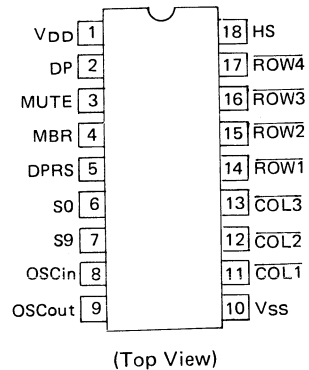 VDD 1 18 HS
DP 2 17 ROW4
MUTE 3 16 ROW3
MBR 4 15 ROW2
DPRS 5 14 ROW1
S0 6 13 COL3
S9 7 12 COL2
OSCin 8 11 COL1
OSCout 9 10 VSS
(Top View)